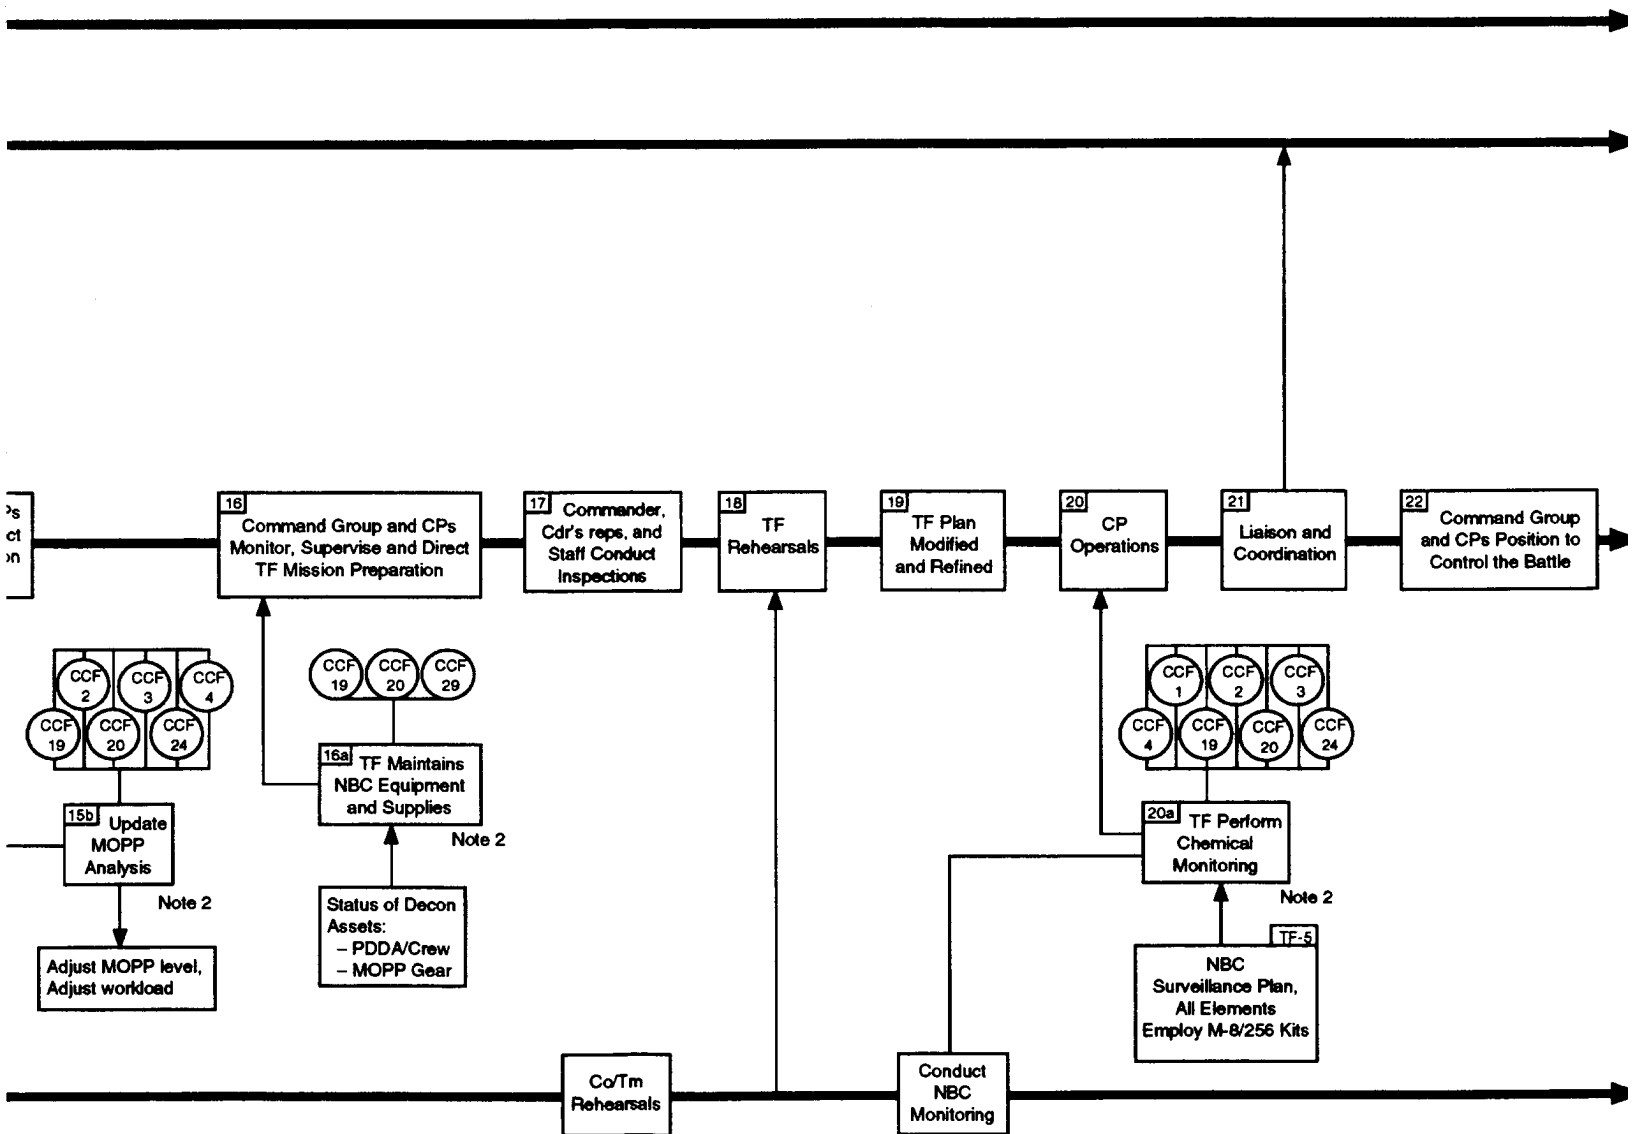 Ps
ct
on
16
Command Group and CPs
Monitor, Supervise and Direct
TF Mission Preparation
17
Commander,
Cdr's reps, and
Staff Conduct
Inspections
18
TF
Rehearsals
19
TF Plan
Modified
and Refined
20
CP
Operations
21
Liaison and
Coordination
22
Command Group
and CPs Position to
Control the Battle
CCF
2
CCF
3
CCF
4
CCF
19
CCF
20
CCF
24
15b
Update
MOPP
Analysis
Note 2
Adjust MOPP level,
Adjust workload
CCF
19
CCF
20
CCF
29
16a
TF Maintains
NBC Equipment
and Supplies
Note 2
Status of Decon
Assets:
– PDDA/Crew
– MOPP Gear
CCF
1
CCF
2
CCF
3
CCF
4
CCF
19
CCF
20
CCF
24
20a
TF Perform
Chemical
Monitoring
Note 2
TF-5
NBC
Surveillance Plan,
All Elements
Employ M-8/256 Kits
Co/Tm
Rehearsals
Conduct
NBC
Monitoring